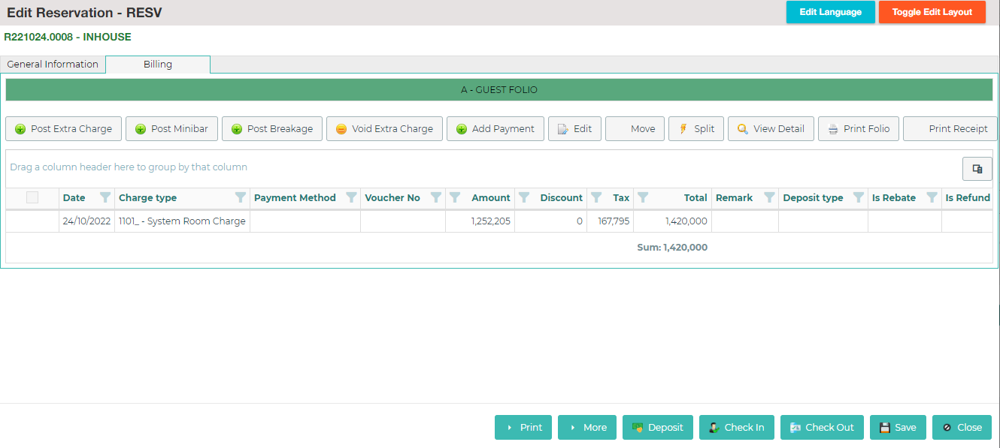 Edit Reservation - RESV
Edit Language
Toggle Edit Layout
R221024.0008 - INHOUSE
General Information
Billing
A - GUEST FOLIO
Post Extra Charge
Post Minibar
Post Breakage
Void Extra Charge
Add Payment
Edit
Move
Split
View Detail
Print Folio
Print Receipt
Drag a column header here to group by that column
Date Charge type Payment Method Voucher No Amount Discount Tax Total Remark Deposit type Is Rebate Is Refund
24/10/2022 1101_ - System Room Charge 1,252,205 0 167,795 1,420,000
Sum: 1,420,000
Print
More
Deposit
Check In
Check Out
Save
Close